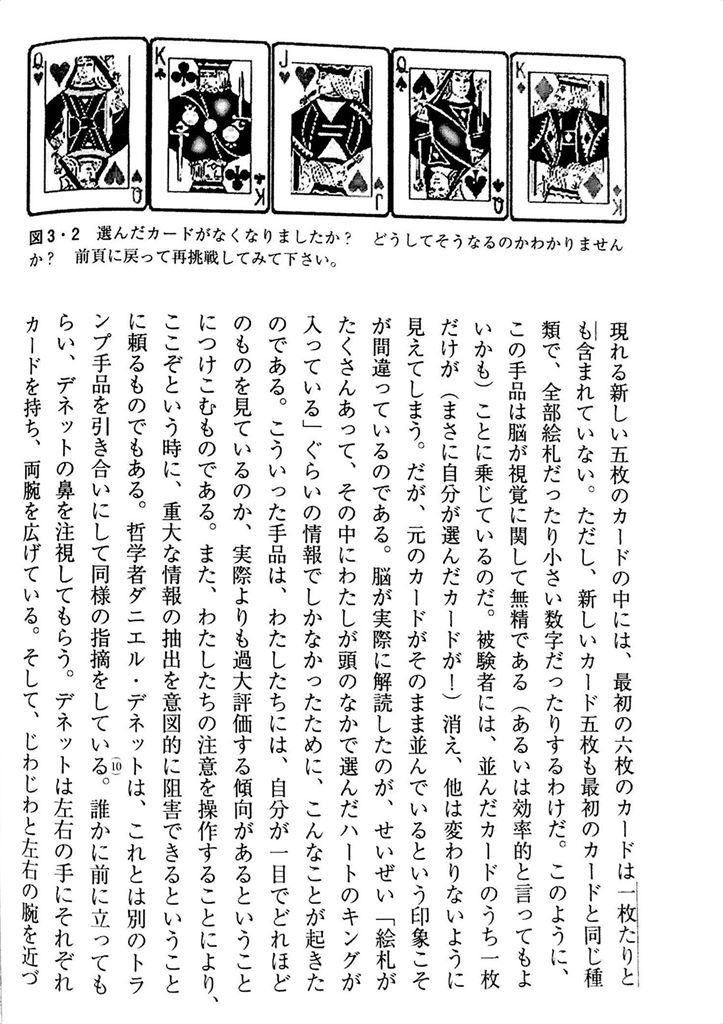 Q
Q
K
K
J
J
Q
Q
K
K
図3・2 選んだカードがなくなりましたか? どうしてそうなるのかわかりません
か? 前頁に戻って再挑戦してみて下さい。
現れる新しい五枚のカードの中には、最初の六枚のカードは一枚たりと
も含まれていない。ただし、新しいカード五枚も最初のカードと同じ種
類で、全部絵札だったり小さい数字だったりするわけだ。このように、
この手品は脳が視覚に関して無精である(あるいは効率的と言ってもよ
いかも)ことに乗じているのだ。被験者には、並んだカードのうち一枚
だけが(まさに自分が選んだカードが!)消え、他は変わりないように
見えてしまう。だが、元のカードがそのまま並んでいるという印象こそ
が間違っているのである。脳が実際に解読したのが、せいぜい「絵札が
たくさんあって、その中にわたしが頭のなかで選んだハートのキングが
入っている」ぐらいの情報でしかなかったために、こんなことが起きた
のである。こういった手品は、わたしたちには、自分が一目でどれほど
のものを見ているのか、実際よりも過大評価する傾向があるということ
につけこむものである。また、わたしたちの注意を操作することにより、
ここぞという時に、重大な情報の抽出を意図的に阻害できるということ
に頼るものでもある。哲学者ダニエル・デネットは、これとは別のトラ
ンプ手品を引き合いにして同様の指摘をしている。(10)誰かに前に立っても
らい、デネットの鼻を注視してもらう。デネットは左右の手にそれぞれ
カードを持ち、両腕を広げている。そして、じわじわと左右の腕を近づ